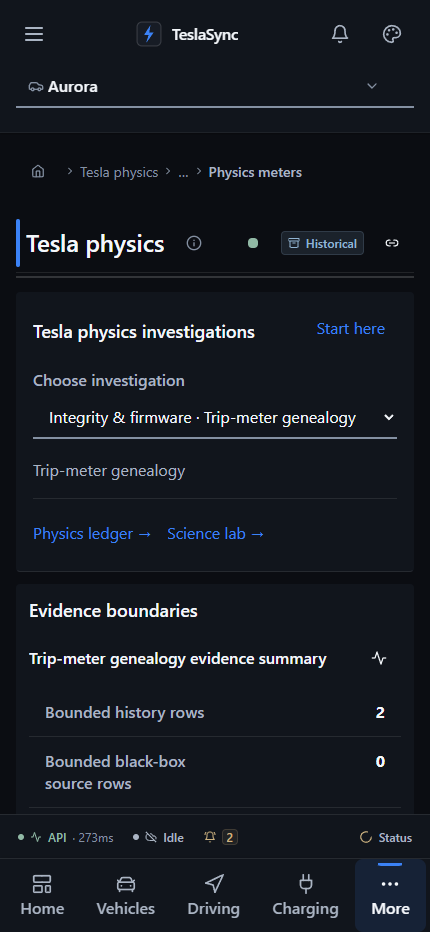 TeslaSync
Aurora
Tesla physics
...
Physics meters
Tesla physics
Historical
Tesla physics investigations
Start here
Choose investigation
Integrity & firmware · Trip-meter genealogy
Trip-meter genealogy
Physics ledger →
Science lab →
Evidence boundaries
Trip-meter genealogy evidence summary
Bounded history rows
2
Bounded black-box
source rows
0
API · 273ms
Idle
2
Status
Home
Vehicles
Driving
Charging
More